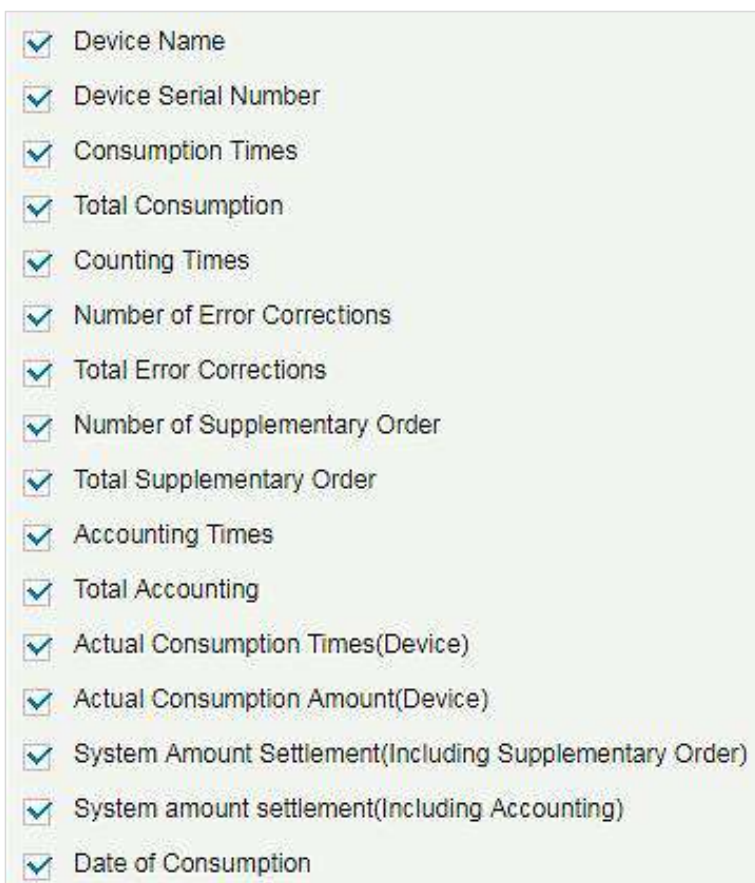 Device Name
Device Serial Number
Consumption Times
Total Consumption
Counting Times
Number of Error Corrections
Total Error Corrections
Number of Supplementary Order
Total Supplementary Order
Accounting Times
Total Accounting
Actual Consumption Times(Device)
Actual Consumption Amount(Device)
System Amount Settlement(Including Supplementary Order)
System amount settlement(Including Accounting)
Date of Consumption